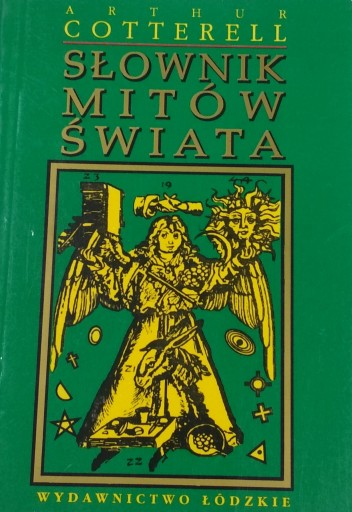 ARTHUR
COTTERELL
SŁOWNIK
MITÓW
ŚWIATA
WYDAWNICTWO ŁÓDZKIE